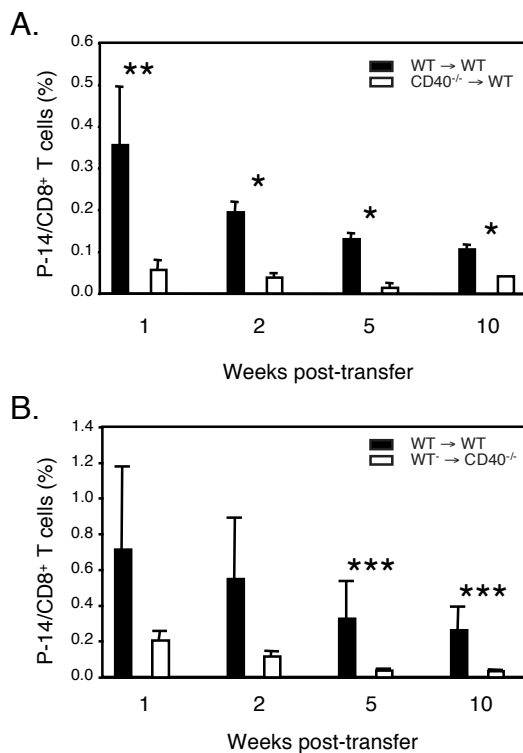 A.
P-14/CD8⁺ T cells (%)
0.6
0.5
0.4
0.3
0.2
0.1
0.0
WT → WT
CD40⁻/⁻ → WT
**
*
*
*
1 2 5 10
Weeks post-transfer
B.
P-14/CD8⁺ T cells (%)
1.4
1.2
1.0
0.8
0.6
0.4
0.2
0.0
WT → WT
WT⁻ → CD40⁻/⁻
***
***
1 2 5 10
Weeks post-transfer